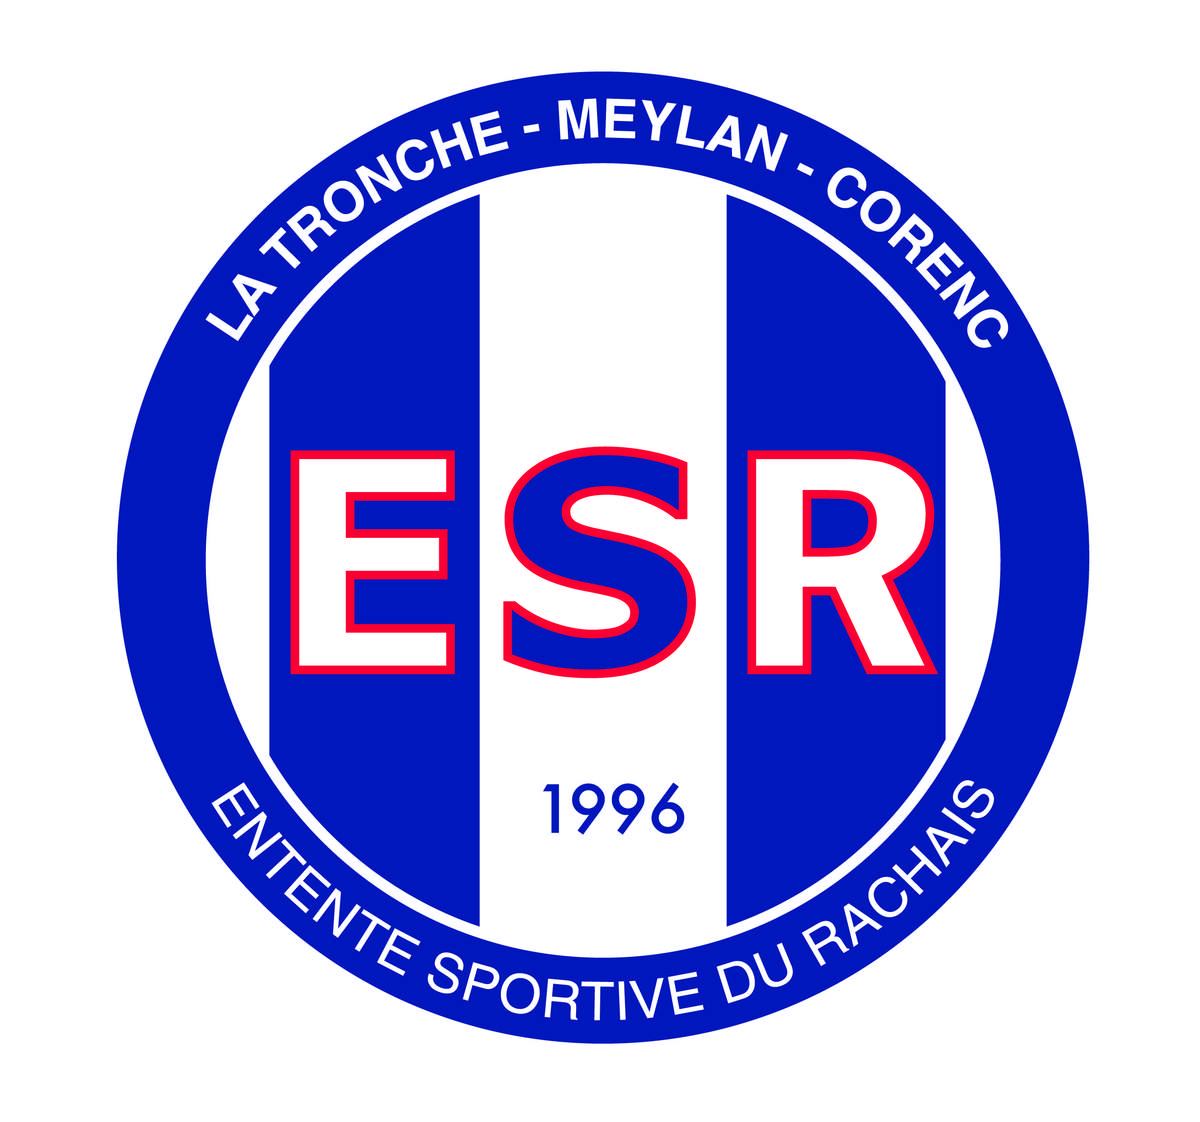 LA TRONCHE - MEYLAN - CORENC
ESR
1996
ENTENTE SPORTIVE DU RACHAIS